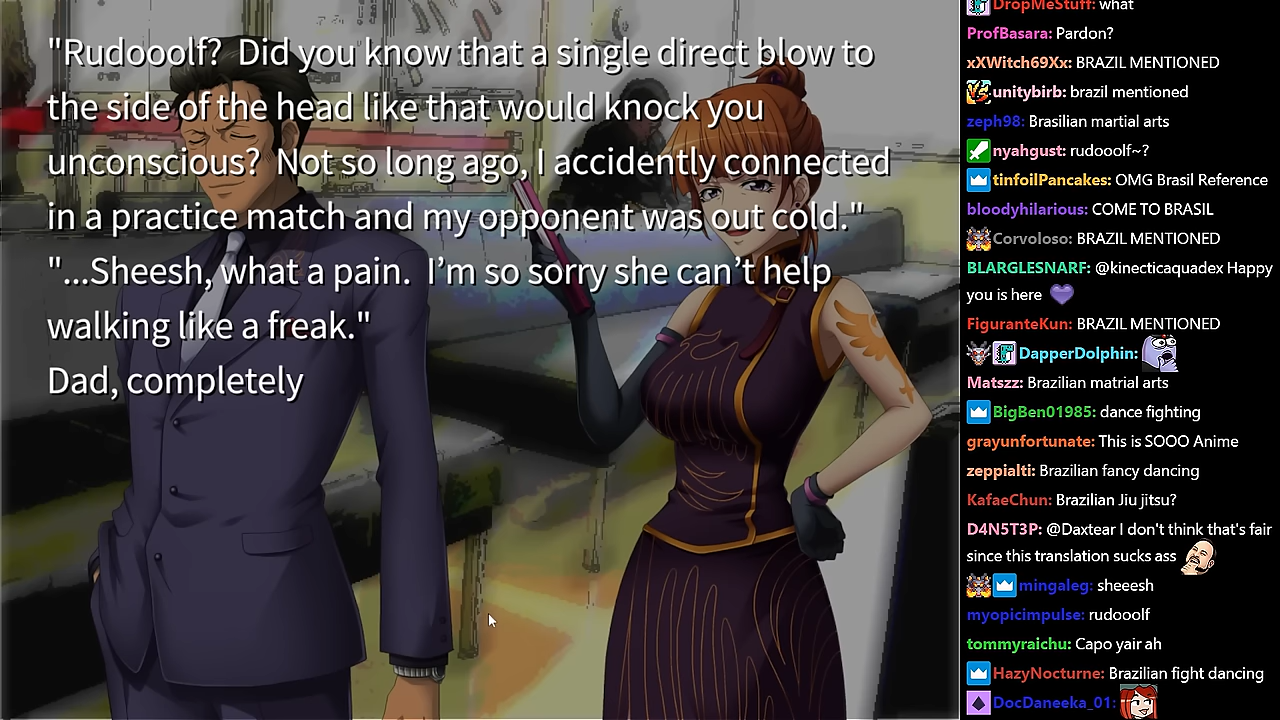 "Rudooolf?  Did you know that a single direct blow to
the side of the head like that would knock you
unconscious?  Not so long ago, I accidently connected
in a practice match and my opponent was out cold."
"...Sheesh, what a pain.  I’m so sorry she can’t help
walking like a freak."
Dad, completely
DropMeStuff: what
ProfBasara: Pardon?
xXWitch69Xx: BRAZIL MENTIONED
unitybirb: brazil mentioned
zeph98: Brasilian martial arts
nyahgust: rudooolf~?
tinfoilPancakes: OMG Brasil Reference
bloodyhilarious: COME TO BRASIL
Corvoloso: BRAZIL MENTIONED
BLARGLESNARF: @kinecticaquadex Happy
you is here
FiguranteKun: BRAZIL MENTIONED
DapperDolphin:
Matszz: Brazilian matrial arts
BigBen01985: dance fighting
grayunfortunate: This is SOOO Anime
zeppialti: Brazilian fancy dancing
KafaeChun: Brazilian Jiu jitsu?
D4N5T3P: @Daxtear I don't think that's fair
since this translation sucks ass
mingaleg: sheeesh
myopicimpulse: rudooolf
tommyraichu: Capo yair ah
HazyNocturne: Brazilian fight dancing
DocDaneeka_01: